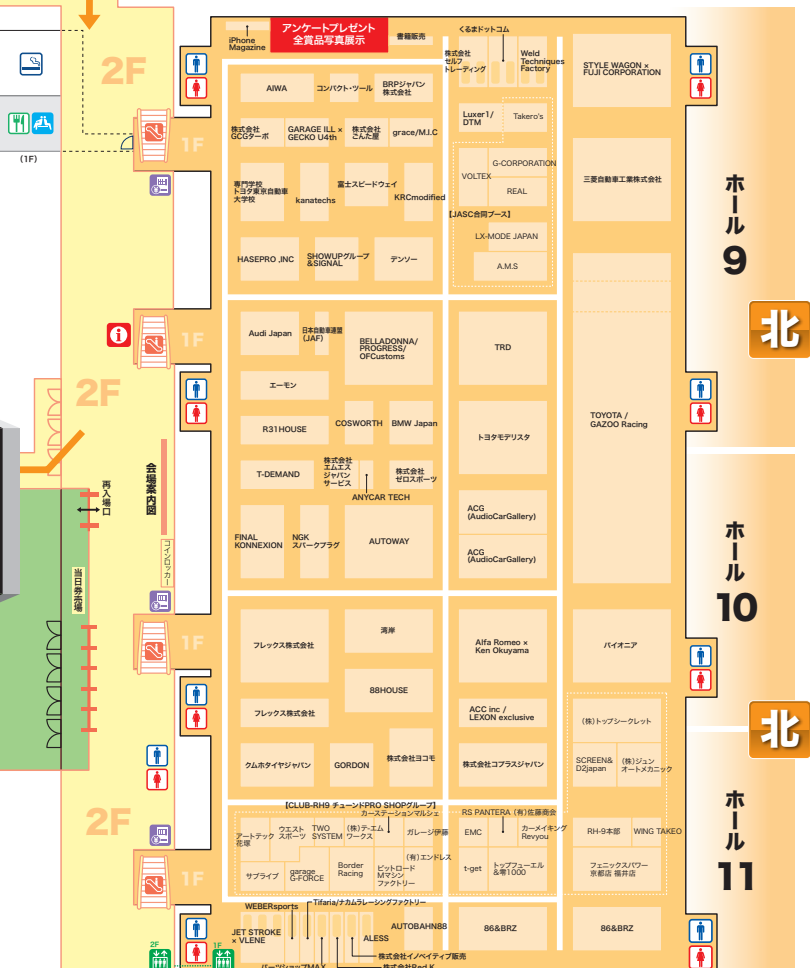 アンケートプレゼント
全賞品写真展示
iPhone
Magazine
書籍販売
くるまドットコム
株式会社
セルフ
トレーディング
Weld
Techniques
Factory
STYLE WAGON ×
FUJI CORPORATION
2F
(1F)
1F
AIWA
コンパクト・ツール
BRPジャパン
株式会社
Luxer1/
DTM
Takero's
株式会社
GCGターボ
GARAGE ILL ×
GECKO U4th
株式会社
ごんた屋
grace/M.I.C
G-CORPORATION
VOLTEX
REAL
三菱自動車工業株式会社
専門学校
トヨタ東京自動車
大学校
kanatechs
富士スピードウェイ
KRCmodified
【JASC合同ブース】
LX-MODE JAPAN
A.M.S
HASEPRO ,INC
SHOWUPグループ
&SIGNAL
デンソー
ホール
9
北
1F
Audi Japan
日本自動車連盟
(JAF)
BELLADONNA/
PROGRESS/
OFCustoms
TRD
2F
エーモン
R31HOUSE
COSWORTH
BMW Japan
トヨタモデリスタ
TOYOTA /
GAZOO Racing
T-DEMAND
株式会社
エムエス
ジャパン
サービス
株式会社
ゼロスポーツ
ANYCAR TECH
会場案内図
再入場口
ACG
(AudioCarGallery)
FINAL
KONNEXION
NGK
スパークプラグ
AUTOWAY
ACG
(AudioCarGallery)
コインロッカー
当日券売場
ホール
10
1F
フレックス株式会社
湾岸
Alfa Romeo ×
Ken Okuyama
パイオニア
88HOUSE
フレックス株式会社
ACC inc /
LEXON exclusive
(株)トップシークレット
北
クムホタイヤジャパン
GORDON
株式会社ヨコモ
株式会社コプラスジャパン
SCREEN&
D2japan
(株)ジュン
オートメカニック
【CLUB-RH9 チューンドPRO SHOPグループ】
カーステーションマルシェ
RS PANTERA
(有)佐藤商会
2F
アートテック
花塚
ウエスト
スポーツ
TWO
SYSTEM
(株)テ・エム
ワークス
ガレージ伊藤
EMC
カーメイキング
Revyou
RH-9本部
WING TAKEO
(有)エンドレス
サブライブ
garage
G-FORCE
Border
Racing
ピットロード
Mマシン
ファクトリー
t-get
トップフューエル
&零1000
フェニックスパワー
京都店 福井店
ホール
11
1F
WEBERsports
Tifaria/ナカムラレーシングファクトリー
JET STROKE
× VLENE
ALESS
AUTOBAHN88
86&BRZ
86&BRZ
株式会社イノベイティブ販売
パーツショップMAX
株式会社Red K
2F
1F